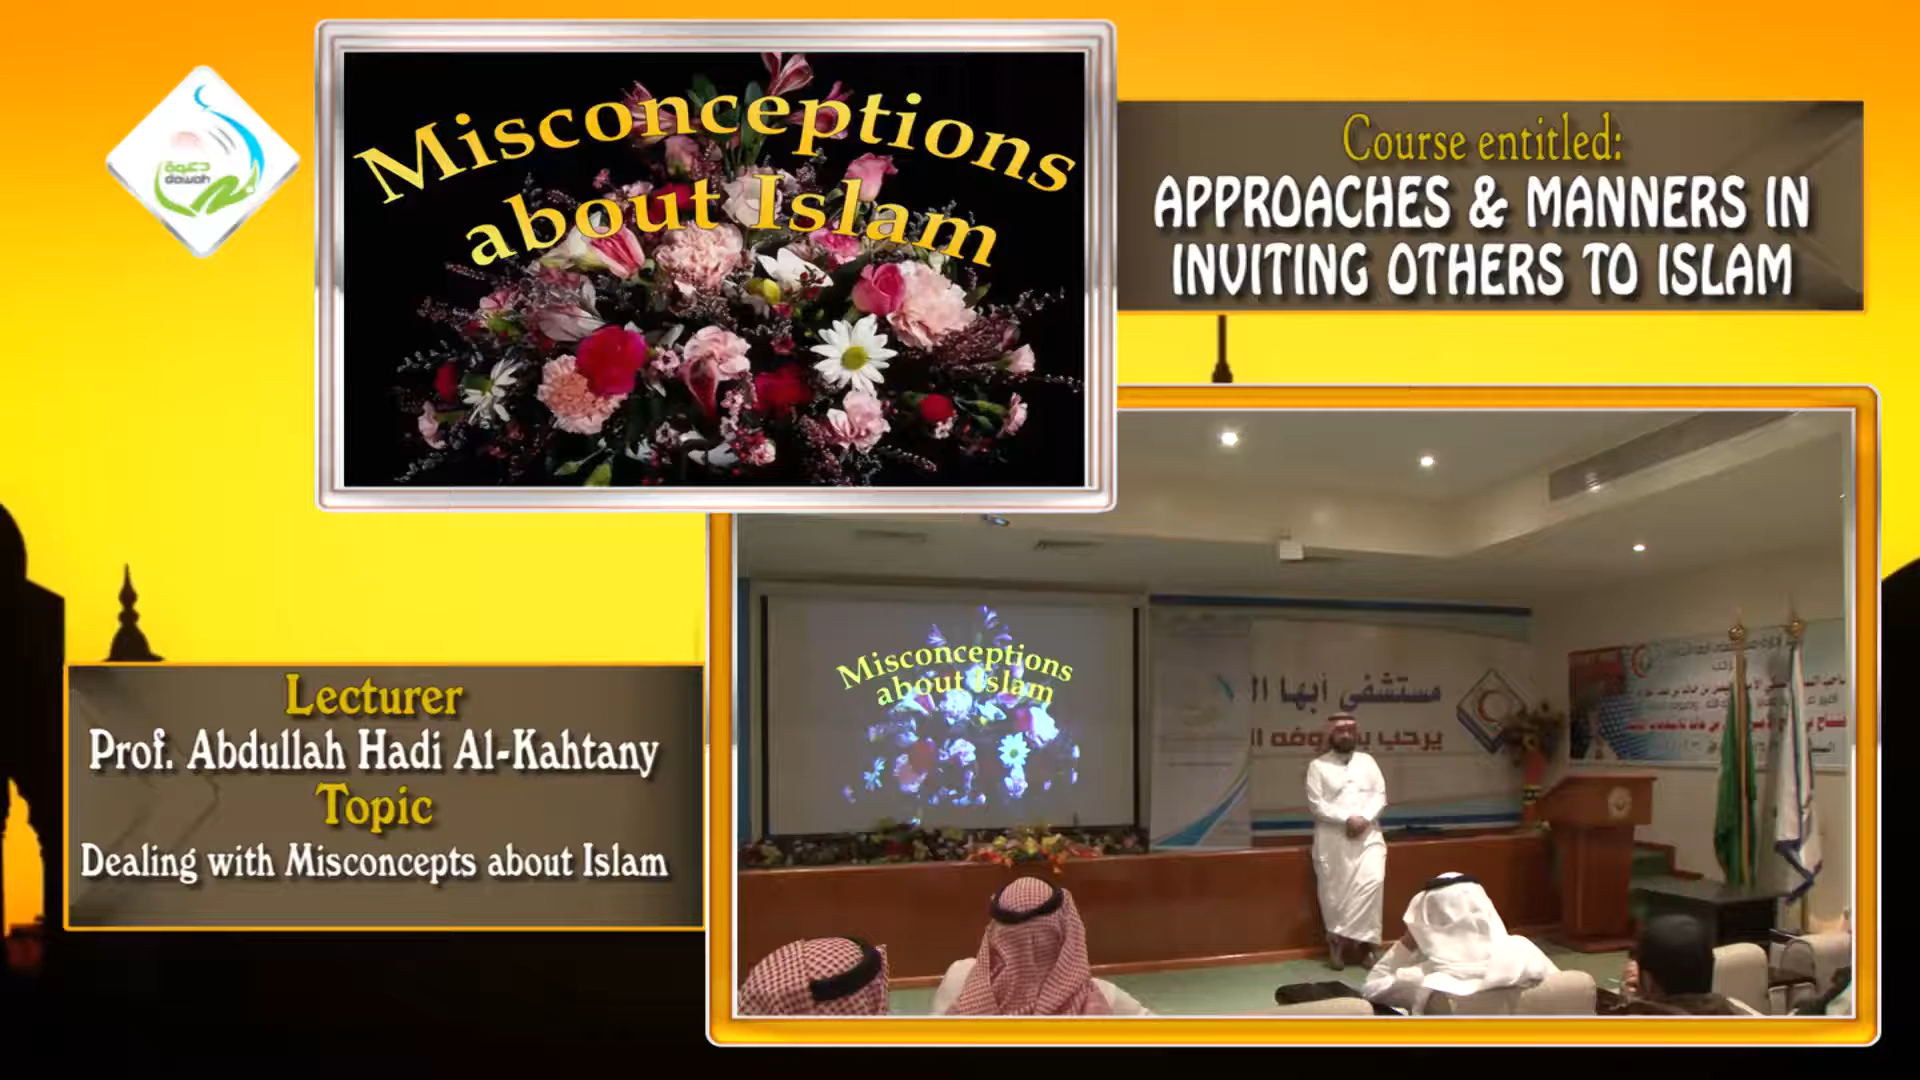 دعوة
dawah
Misconceptions
about Islam
Course entitled:
APPROACHES & MANNERS IN
INVITING OTHERS TO ISLAM
Lecturer
Prof. Abdullah Hadi Al-Kahtany
Topic
Dealing with Misconcepts about Islam
Misconceptions
about Islam
مستشفى أبها ال
يرحب